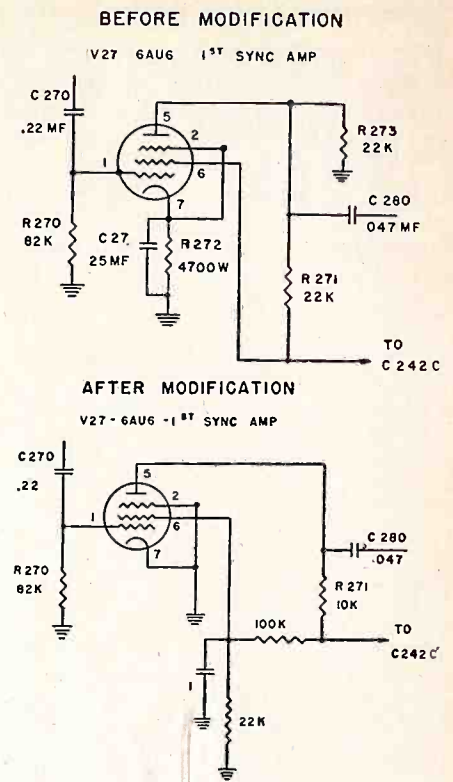 BEFORE MODIFICATION
V27 6AU6 1ST SYNC AMP
C 270
.22 MF
5
2
1
6
7
R 273
22K
C 280
047 MF
R 270
82K
C 27
25 MF
R 272
4700W
R 271
22K
TO
C 242 C
AFTER MODIFICATION
V27-6AU6-1ST SYNC AMP
C270
.22
5
2
1
6
7
C 280
.047
R 270
82K
R 271
10K
100K
TO
C242C
1
22K